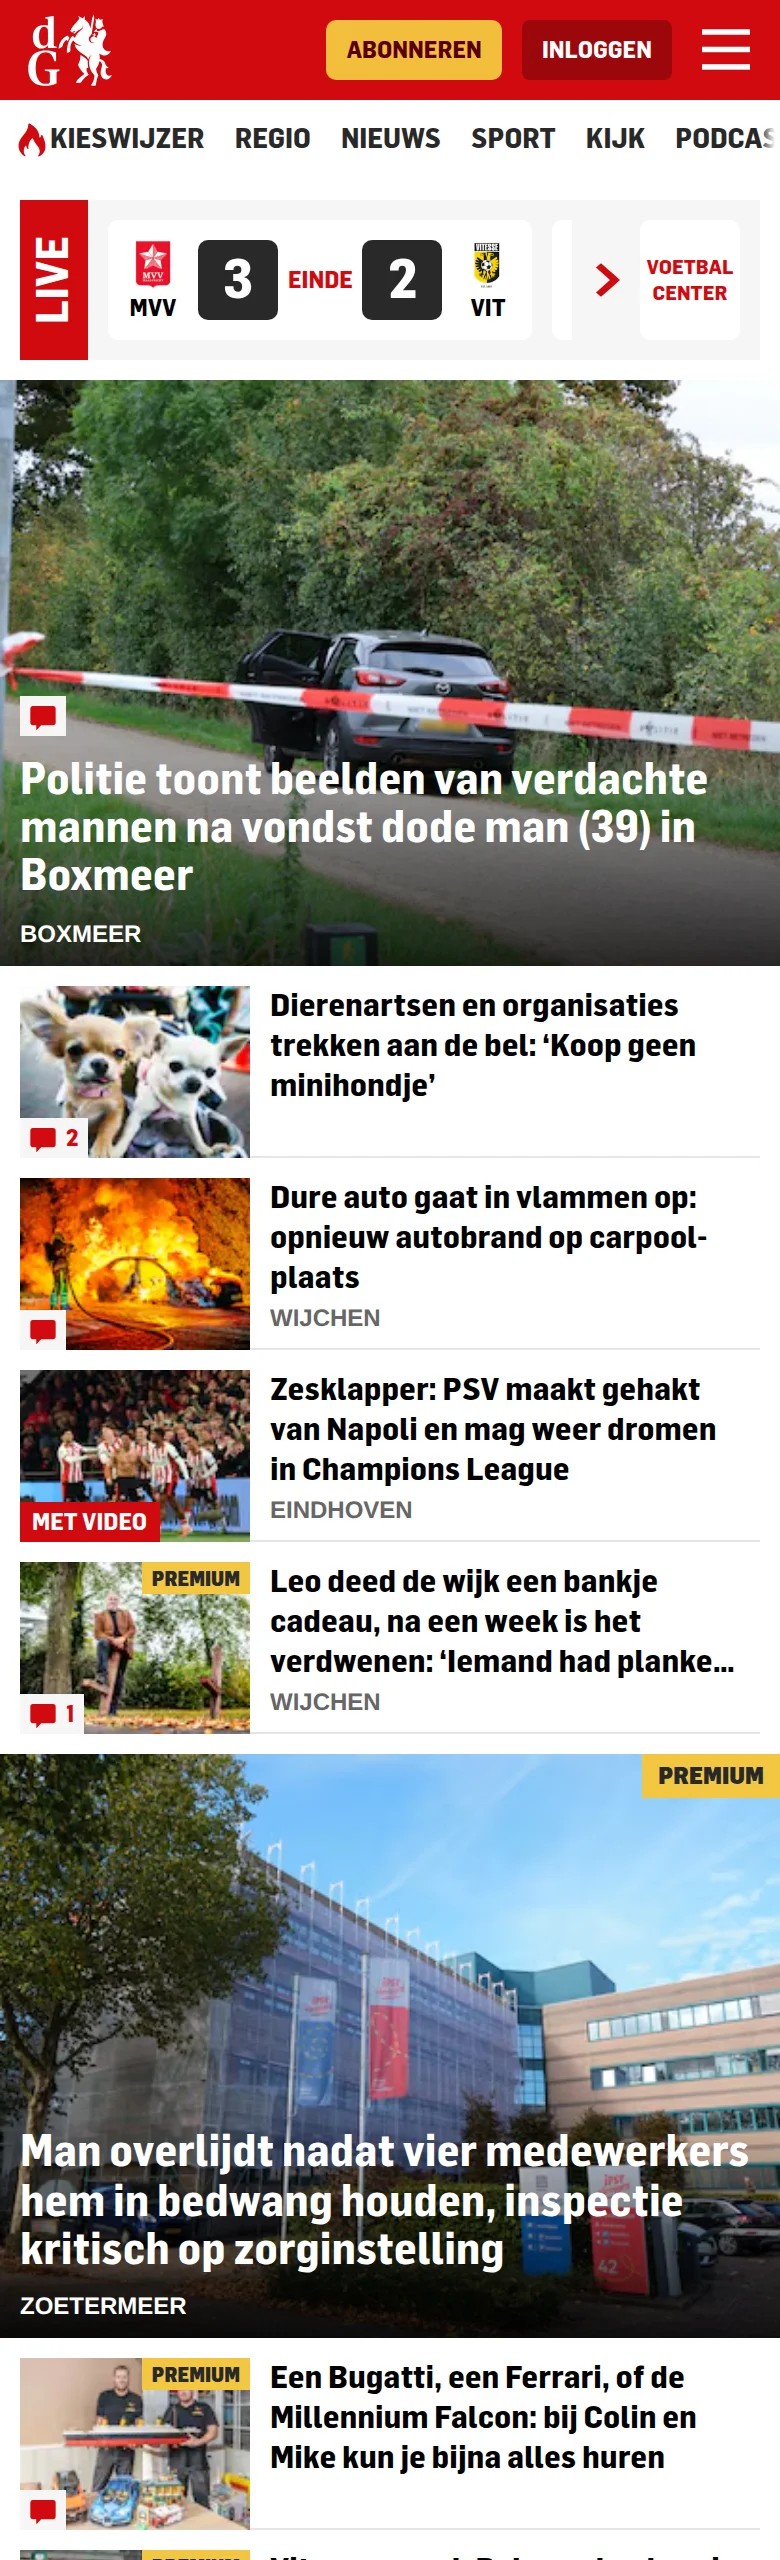 dG
ABONNEREN
INLOGGEN
KIESWIJZER
REGIO
NIEUWS
SPORT
KIJK
PODCAS
LIVE
MVV
3
EINDE
2
VITESSE
VIT
VOETBAL
CENTER
Politie toont beelden van verdachte
mannen na vondst dode man (39) in
Boxmeer
BOXMEER
Dierenartsen en organisaties
trekken aan de bel: ‘Koop geen
minihondje’
2
Dure auto gaat in vlammen op:
opnieuw autobrand op carpool-
plaats
WIJCHEN
Zesklapper: PSV maakt gehakt
van Napoli en mag weer dromen
in Champions League
EINDHOVEN
MET VIDEO
PREMIUM
Leo deed de wijk een bankje
cadeau, na een week is het
verdwenen: ‘Iemand had planke...
WIJCHEN
1
PREMIUM
42
Man overlijdt nadat vier medewerkers
hem in bedwang houden, inspectie
kritisch op zorginstelling
ZOETERMEER
PREMIUM
Een Bugatti, een Ferrari, of de
Millennium Falcon: bij Colin en
Mike kun je bijna alles huren